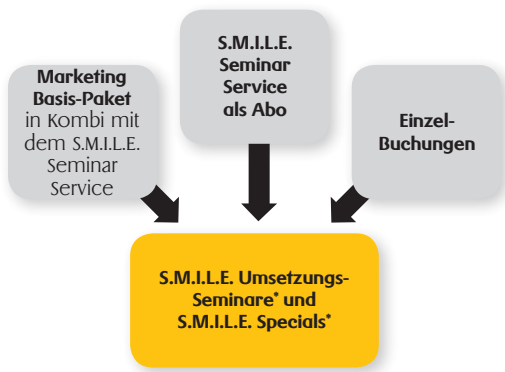 Marketing
Basis-Paket
in Kombi mit
dem S.M.I.L.E.
Seminar
Service
S.M.I.L.E.
Seminar
Service
als Abo
Einzel-
Buchungen
S.M.I.L.E. Umsetzungs-
Seminare* und
S.M.I.L.E. Specials*